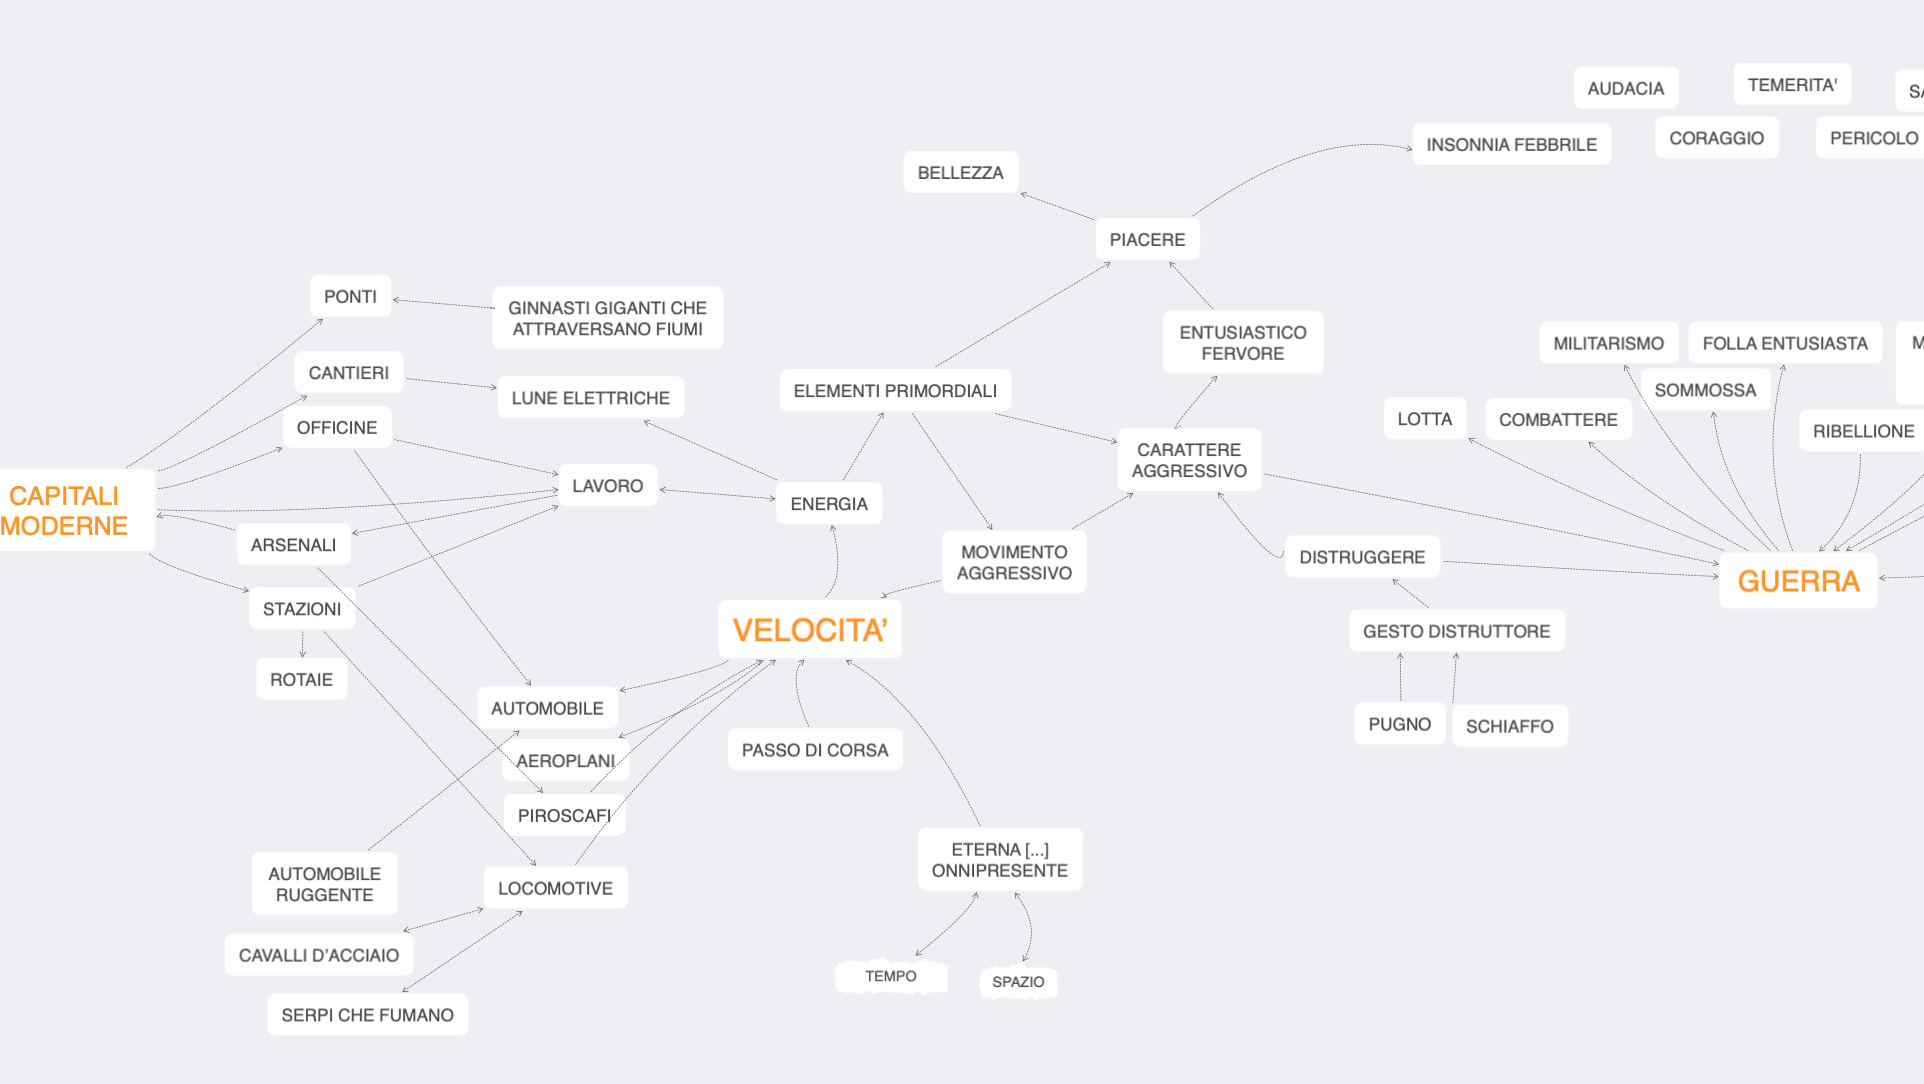 AUDACIA
TEMERITA'
CORAGGIO
PERICOLO
INSONNIA FEBBRILE
BELLEZZA
PIACERE
PONTI
GINNASTI GIGANTI CHE
ATTRAVERSANO FIUMI
ENTUSIASTICO
FERVORE
MILITARISMO
FOLLA ENTUSIASTA
CANTIERI
LUNE ELETTRICHE
ELEMENTI PRIMORDIALI
SOMMOSSA
OFFICINE
LOTTA
COMBATTERE
RIBELLIONE
CARATTERE
AGGRESSIVO
CAPITALI
MODERNE
LAVORO
ENERGIA
ARSENALI
MOVIMENTO
AGGRESSIVO
DISTRUGGERE
GUERRA
STAZIONI
VELOCITA’
GESTO DISTRUTTORE
ROTAIE
AUTOMOBILE
PUGNO
SCHIAFFO
AEROPLANI
PASSO DI CORSA
PIROSCAFI
AUTOMOBILE
RUGGENTE
LOCOMOTIVE
ETERNA [...]
ONNIPRESENTE
CAVALLI D’ACCIAIO
TEMPO
SPAZIO
SERPI CHE FUMANO